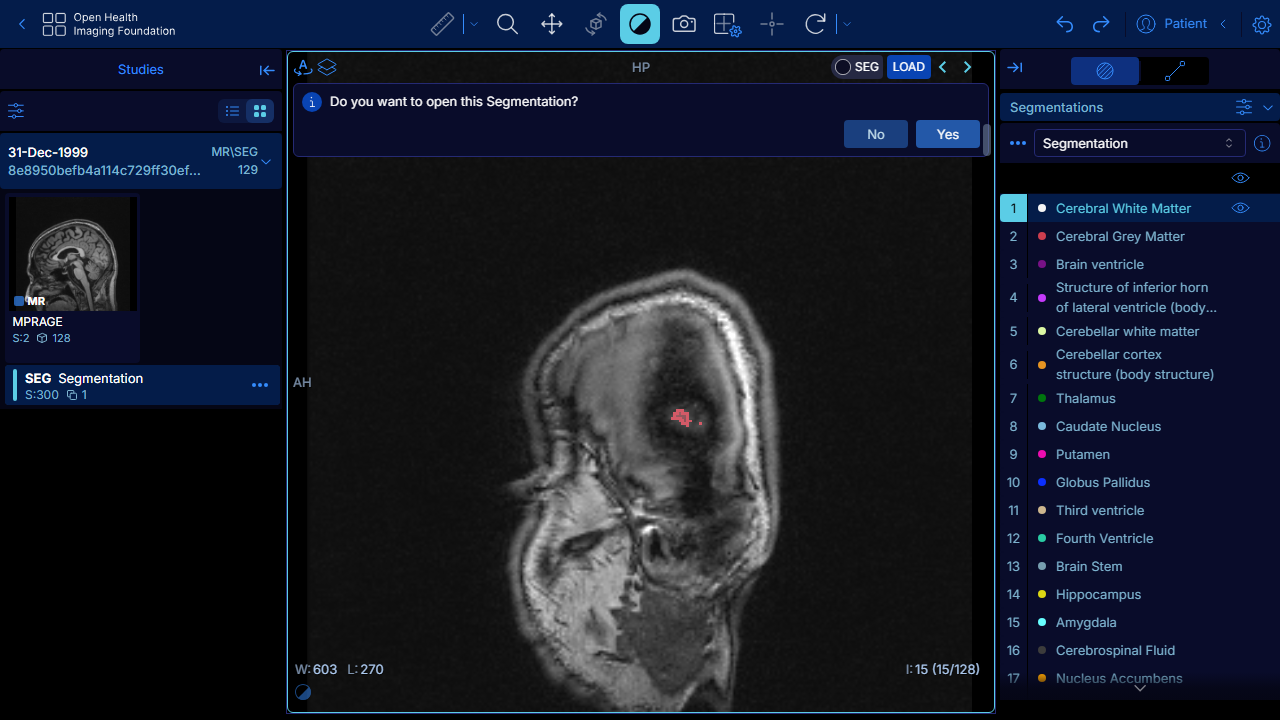 Open Health
Imaging Foundation
Patient
Studies
31-Dec-1999
MR\SEG
8e8950befb4a114c729ff30ef...
129
MR
MPRAGE
S:2
128
SEG Segmentation
S:300
1
A
HP
SEG
LOAD
Do you want to open this Segmentation?
No
Yes
AH
W:603 L:270
I:15 (15/128)
Segmentations
Segmentation
1 Cerebral White Matter
2 Cerebral Grey Matter
3 Brain ventricle
4 Structure of inferior horn
of lateral ventricle (body...
5 Cerebellar white matter
6 Cerebellar cortex
structure (body structure)
7 Thalamus
8 Caudate Nucleus
9 Putamen
10 Globus Pallidus
11 Third ventricle
12 Fourth Ventricle
13 Brain Stem
14 Hippocampus
15 Amygdala
16 Cerebrospinal Fluid
17 Nucleus Accumbens